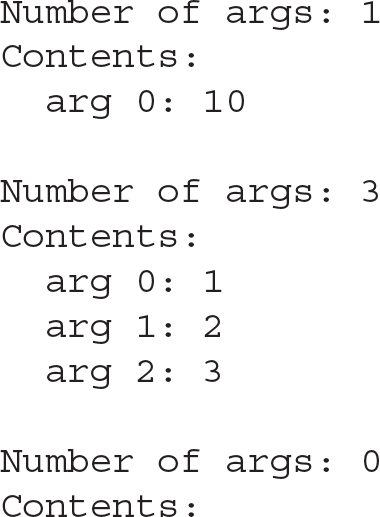 Number of args: 1
Contents:
  arg 0: 10

Number of args: 3
Contents:
  arg 0: 1
  arg 1: 2
  arg 2: 3

Number of args: 0
Contents: